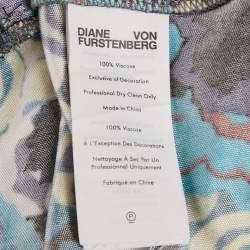 DIANE VON
FURSTENBERG
100% Viscose
Exclusive of Decoration
Professional Dry Clean Only
Made in China
100% Viscose
À L'Exception Des Décorations
Nettoyage À Sec Par Un
Professionnel Uniquement
Fabriqué en Chine
P